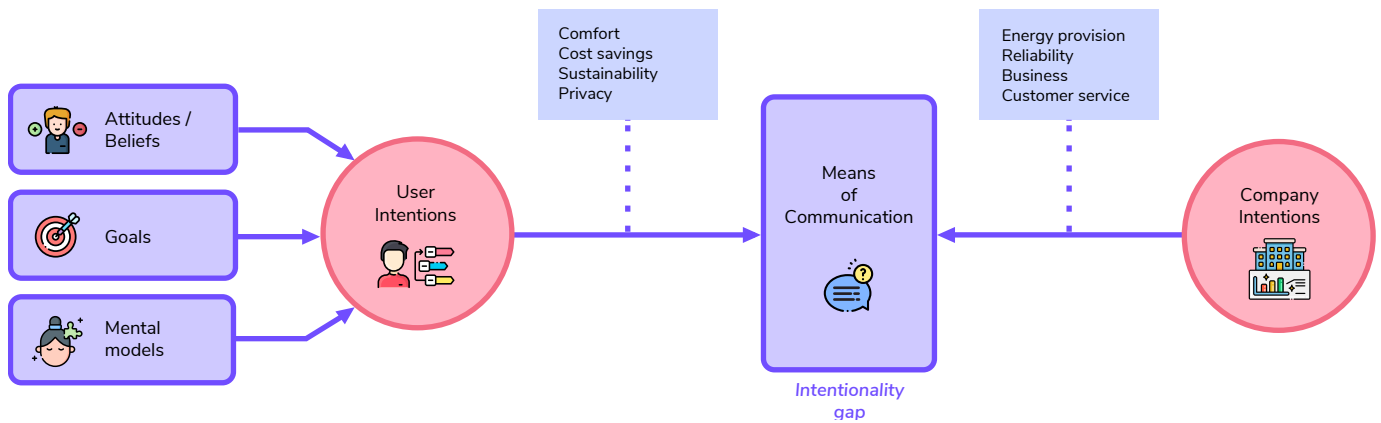 Comfort
Cost savings
Sustainability
Privacy
Energy provision
Reliability
Business
Customer service
Attitudes /
Beliefs
Goals
Mental
models
User
Intentions
Means
of
Communication
?
Company
Intentions
Intentionality
gap